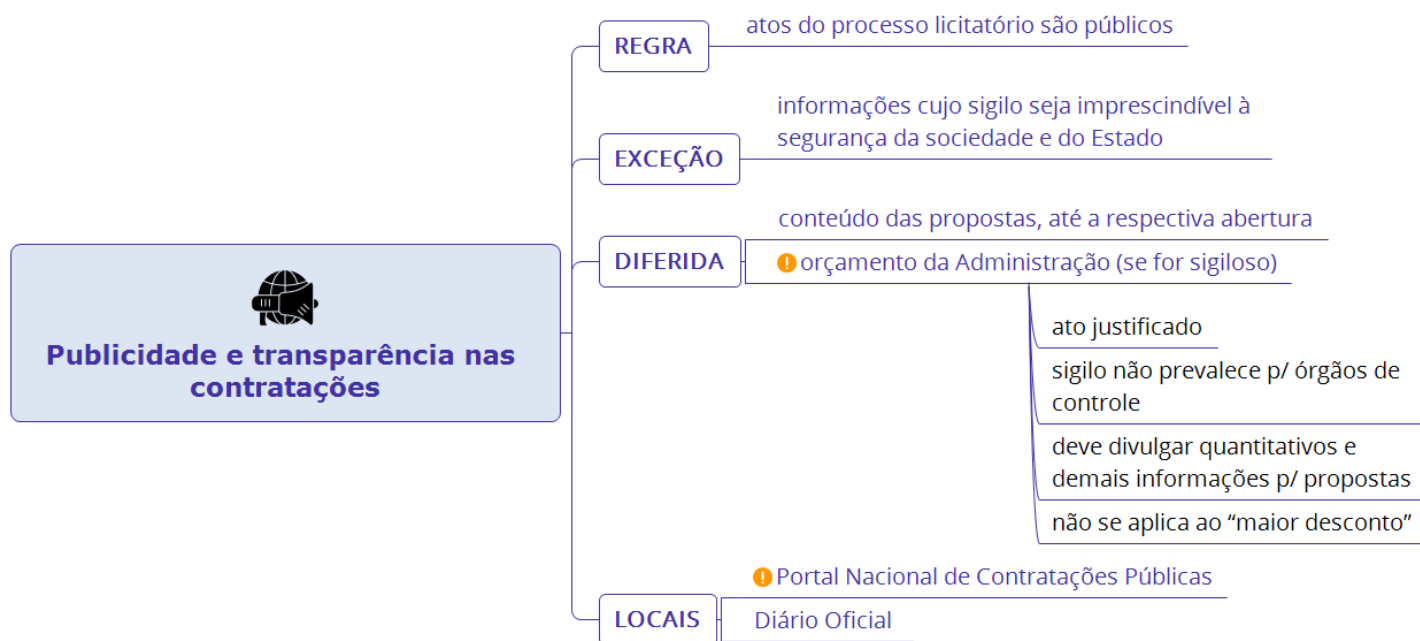 Publicidade e transparência nas
contratações
REGRA
atos do processo licitatório são públicos
EXCEÇÃO
informações cujo sigilo seja imprescindível à
segurança da sociedade e do Estado
DIFERIDA
conteúdo das propostas, até a respectiva abertura
orçamento da Administração (se for sigiloso)
ato justificado
sigilo não prevalece p/ órgãos de
controle
deve divulgar quantitativos e
demais informações p/ propostas
não se aplica ao “maior desconto”
LOCAIS
Portal Nacional de Contratações Públicas
Diário Oficial